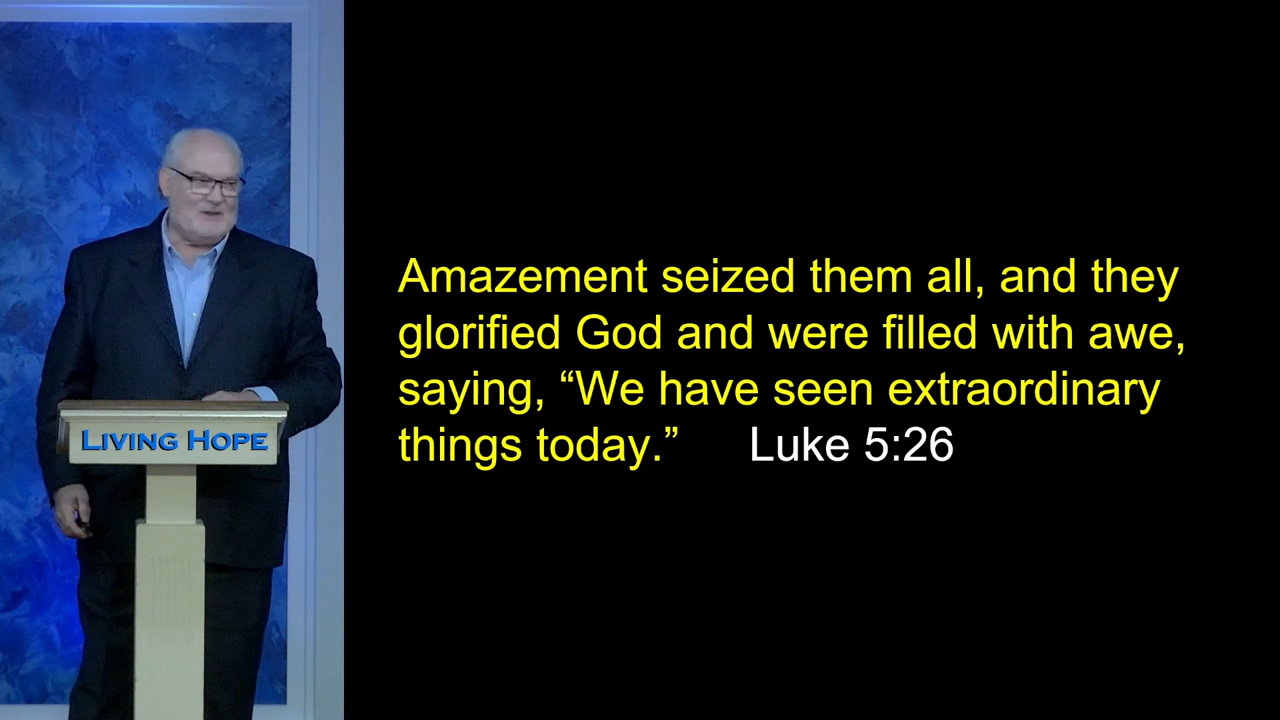 LIVING HOPE
Amazement seized them all, and they
glorified God and were filled with awe,
saying, “We have seen extraordinary
things today.” Luke 5:26